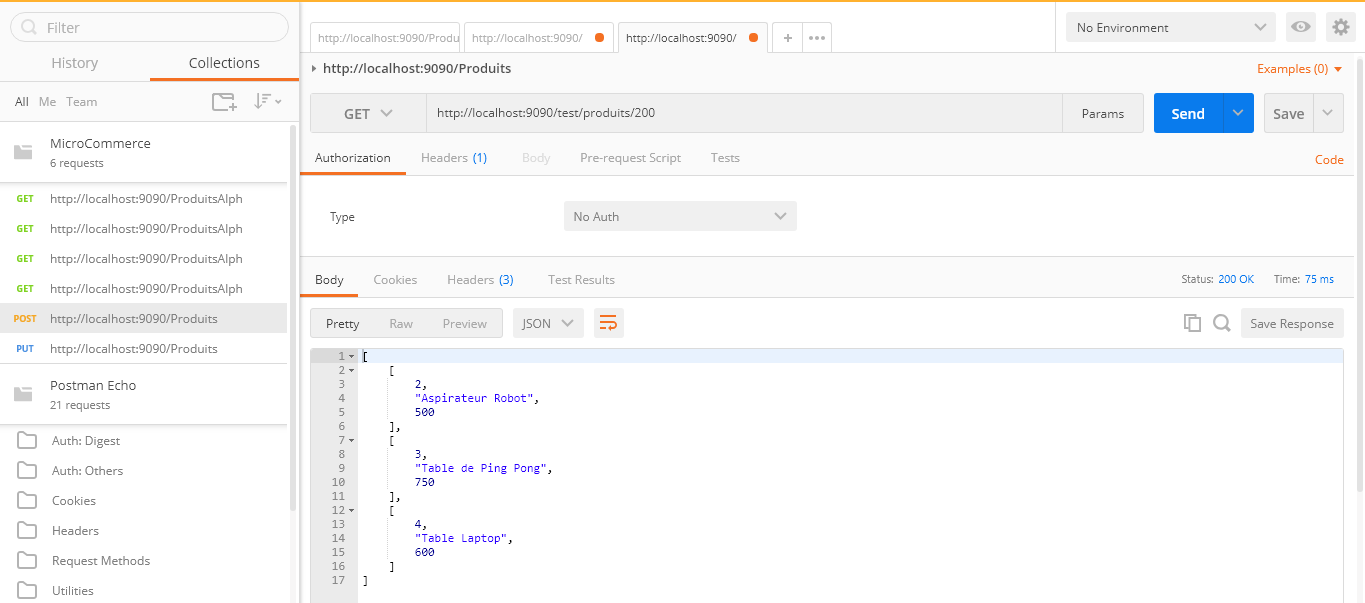 Filter
History Collections
All Me Team
MicroCommerce
6 requests
GET http://localhost:9090/ProduitsAlph
GET http://localhost:9090/ProduitsAlph
GET http://localhost:9090/ProduitsAlph
GET http://localhost:9090/ProduitsAlph
POST http://localhost:9090/Produits
PUT http://localhost:9090/Produits
Postman Echo
21 requests
Auth: Digest
Auth: Others
Cookies
Headers
Request Methods
Utilities
http://localhost:9090/Produ http://localhost:9090/ http://localhost:9090/ + •••
No Environment
http://localhost:9090/Produits Examples (0)
GET http://localhost:9090/test/produits/200 Params Send Save
Authorization Headers (1) Body Pre-request Script Tests Code
Type No Auth
Body Cookies Headers (3) Test Results Status: 200 OK Time: 75 ms
Pretty Raw Preview JSON Save Response
1 [
2 [
3 2,
4 "Aspirateur Robot",
5 500
6 ],
7 [
8 3,
9 "Table de Ping Pong",
10 750
11 ],
12 [
13 4,
14 "Table Laptop",
15 600
16 ]
17 ]